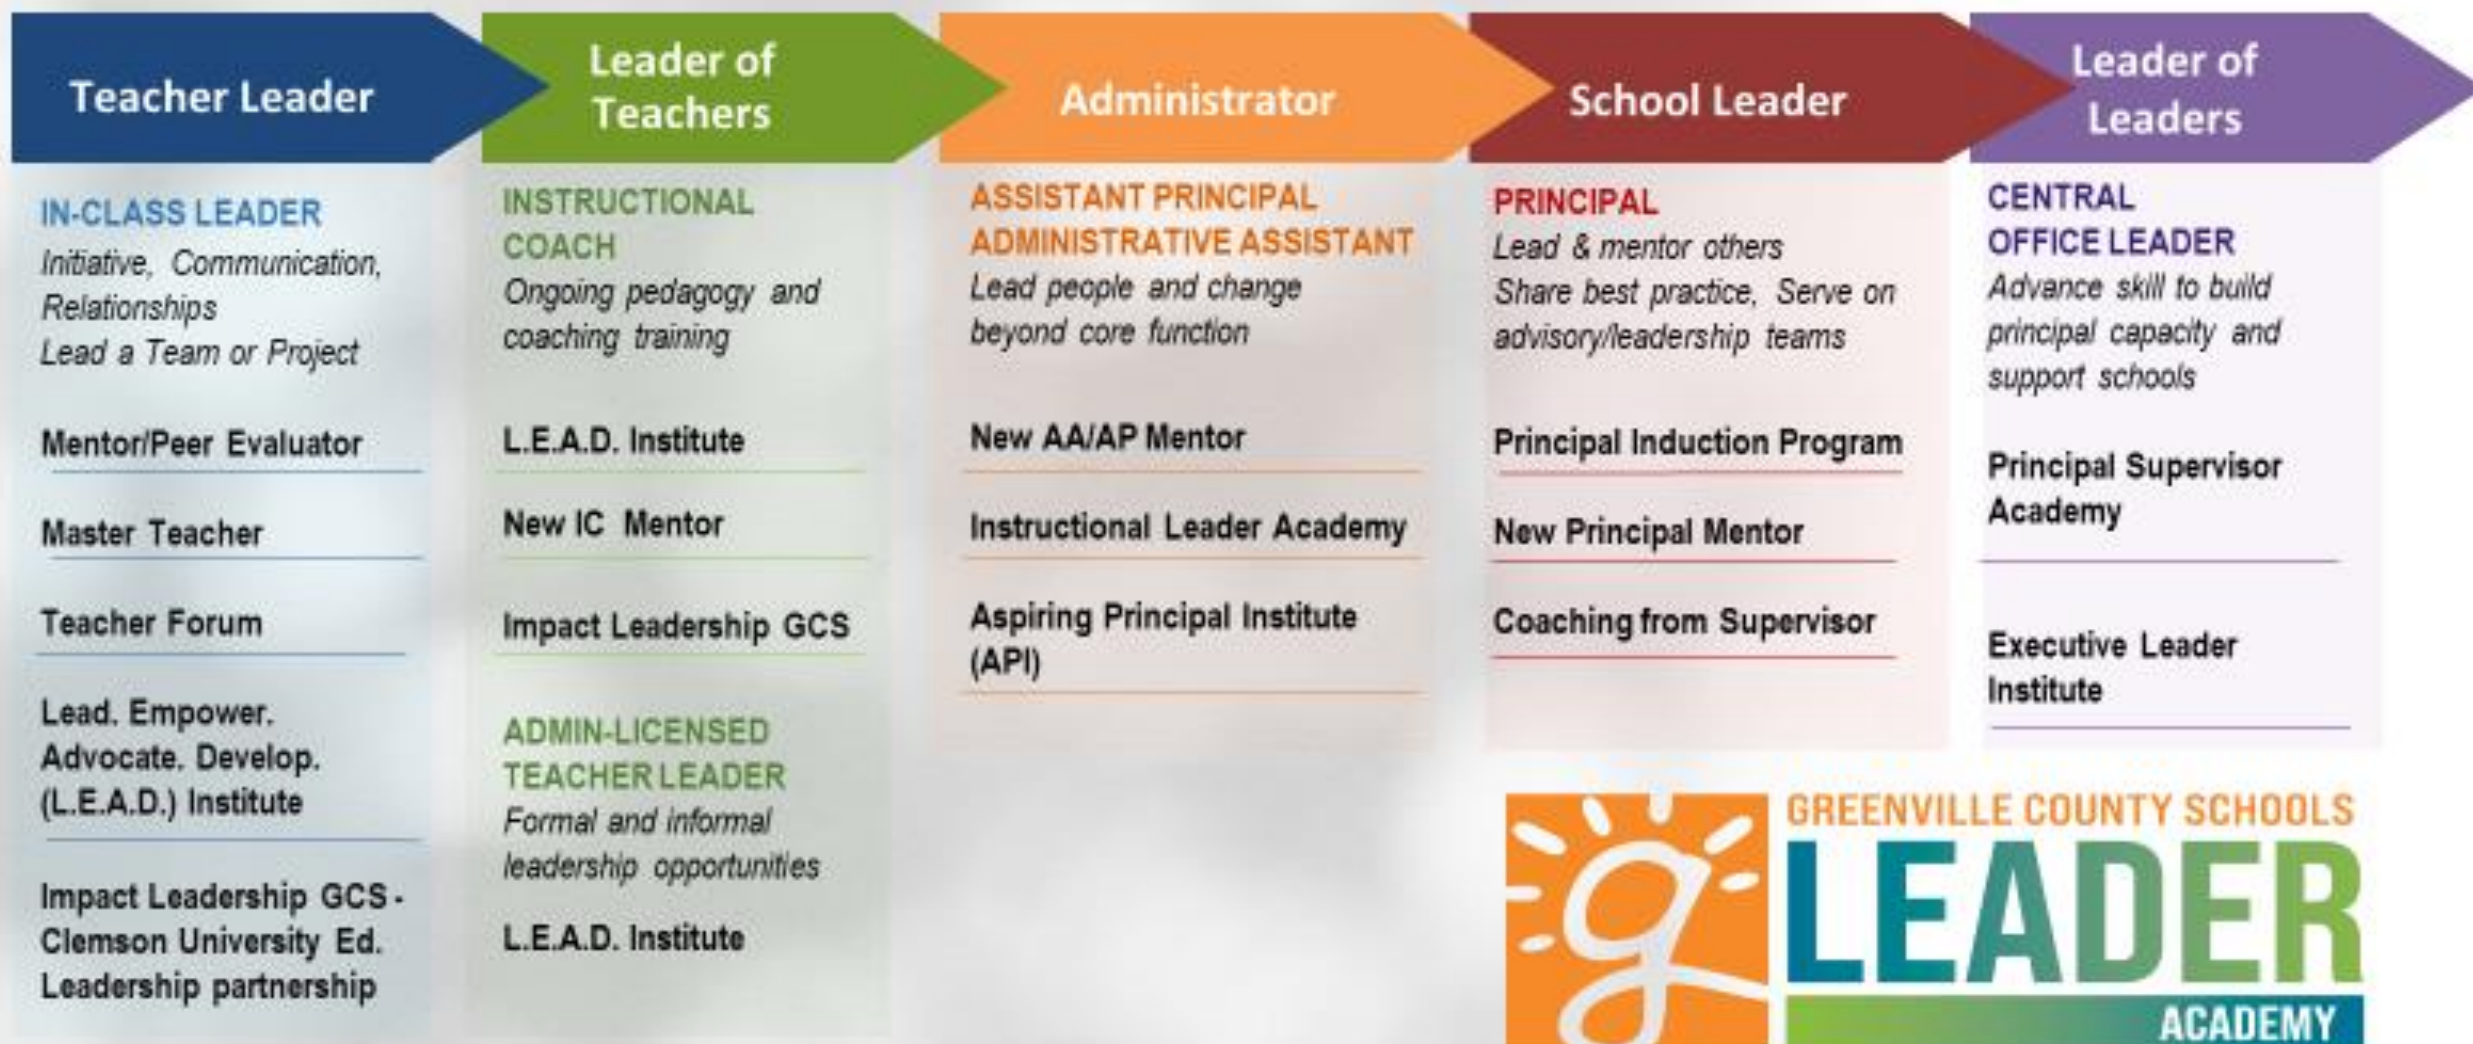 Teacher Leader
IN-CLASS LEADER
Initiative, Communication,
Relationships
Lead a Team or Project
Mentor/Peer Evaluator
Master Teacher
Teacher Forum
Lead. Empower.
Advocate. Develop.
(L.E.A.D.) Institute
Impact Leadership GCS -
Clemson University Ed.
Leadership partnership
Leader of
Teachers
INSTRUCTIONAL
COACH
Ongoing pedagogy and
coaching training
L.E.A.D. Institute
New IC Mentor
Impact Leadership GCS
ADMIN-LICENSED
TEACHER LEADER
Formal and informal
leadership opportunities
L.E.A.D. Institute
Administrator
ASSISTANT PRINCIPAL
ADMINISTRATIVE ASSISTANT
Lead people and change
beyond core function
New AA/AP Mentor
Instructional Leader Academy
Aspiring Principal Institute
(API)
School Leader
PRINCIPAL
Lead & mentor others
Share best practice, Serve on
advisory/leadership teams
Principal Induction Program
New Principal Mentor
Coaching from Supervisor
Leader of
Leaders
CENTRAL
OFFICE LEADER
Advance skill to build
principal capacity and
support schools
Principal Supervisor
Academy
Executive Leader
Institute
g
GREENVILLE COUNTY SCHOOLS
LEADER
ACADEMY